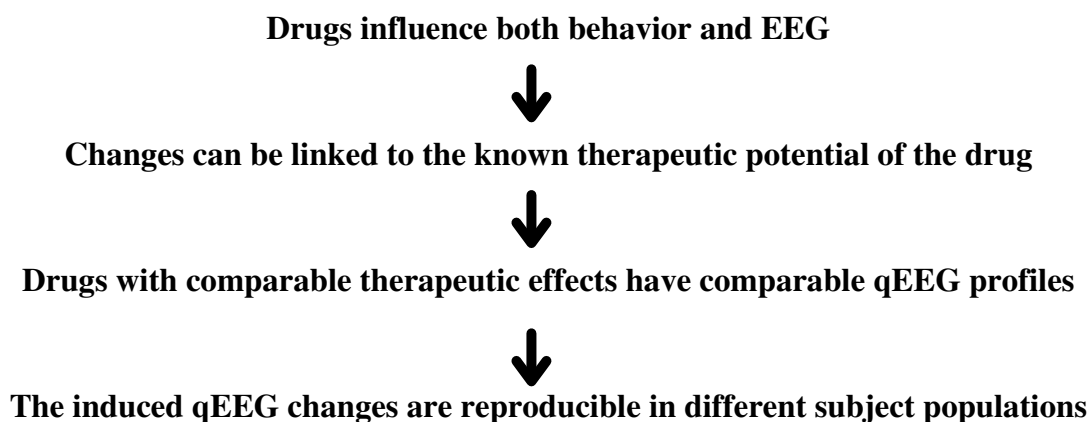 Drugs influence both behavior and EEG
Changes can be linked to the known therapeutic potential of the drug
Drugs with comparable therapeutic effects have comparable qEEG profiles
The induced qEEG changes are reproducible in different subject populations